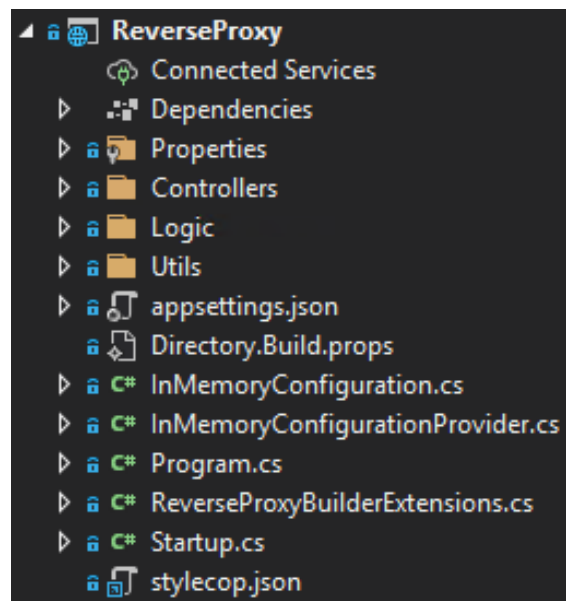 ReverseProxy
Connected Services
Dependencies
Properties
Controllers
Logic
Utils
appsettings.json
Directory.Build.props
C# InMemoryConfiguration.cs
C# InMemoryConfigurationProvider.cs
C# Program.cs
C# ReverseProxyBuilderExtensions.cs
C# Startup.cs
stylecop.json